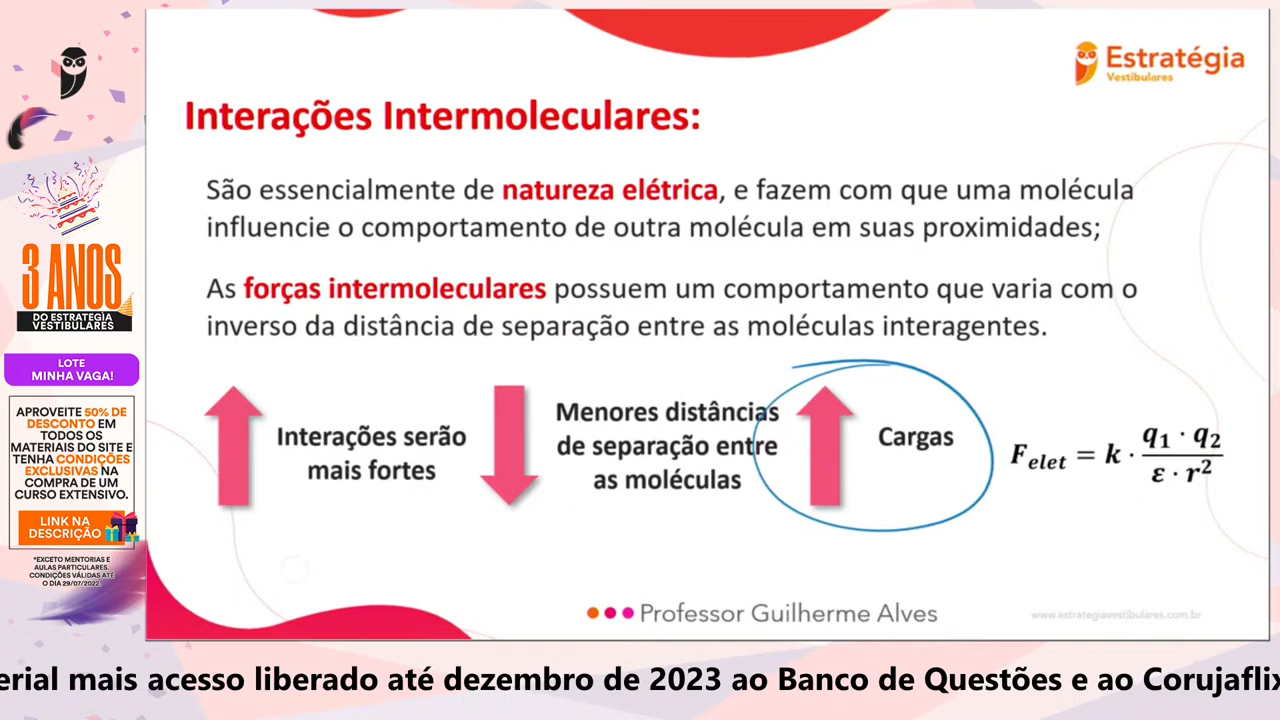 Estratégia
Vestibulares
Interações Intermoleculares:
São essencialmente de natureza elétrica, e fazem com que uma molécula
influencie o comportamento de outra molécula em suas proximidades;
As forças intermoleculares possuem um comportamento que varia com o
inverso da distância de separação entre as moléculas interagentes.
Interações serão
mais fortes
Menores distâncias
de separação entre
as moléculas
Cargas
F_elet = k · (q₁ · q₂) / (ε · r²)
Professor Guilherme Alves
www.estrategiavestibulares.com.br
3 ANOS
DO ESTRATEGIA
VESTIBULARES
LOTE
MINHA VAGA!
APROVEITE 50% DE
DESCONTO EM
TODOS OS
MATERIAIS DO SITE E
TENHA CONDIÇÕES
EXCLUSIVAS NA
COMPRA DE UM
CURSO EXTENSIVO.
LINK NA
DESCRIÇÃO
*EXCETO MENTORIAS E
AULAS PARTICULARES.
CONDIÇÕES VÁLIDAS ATÉ
O DIA 29/07/2022.
erial mais acesso liberado até dezembro de 2023 ao Banco de Questões e ao Corujaflix